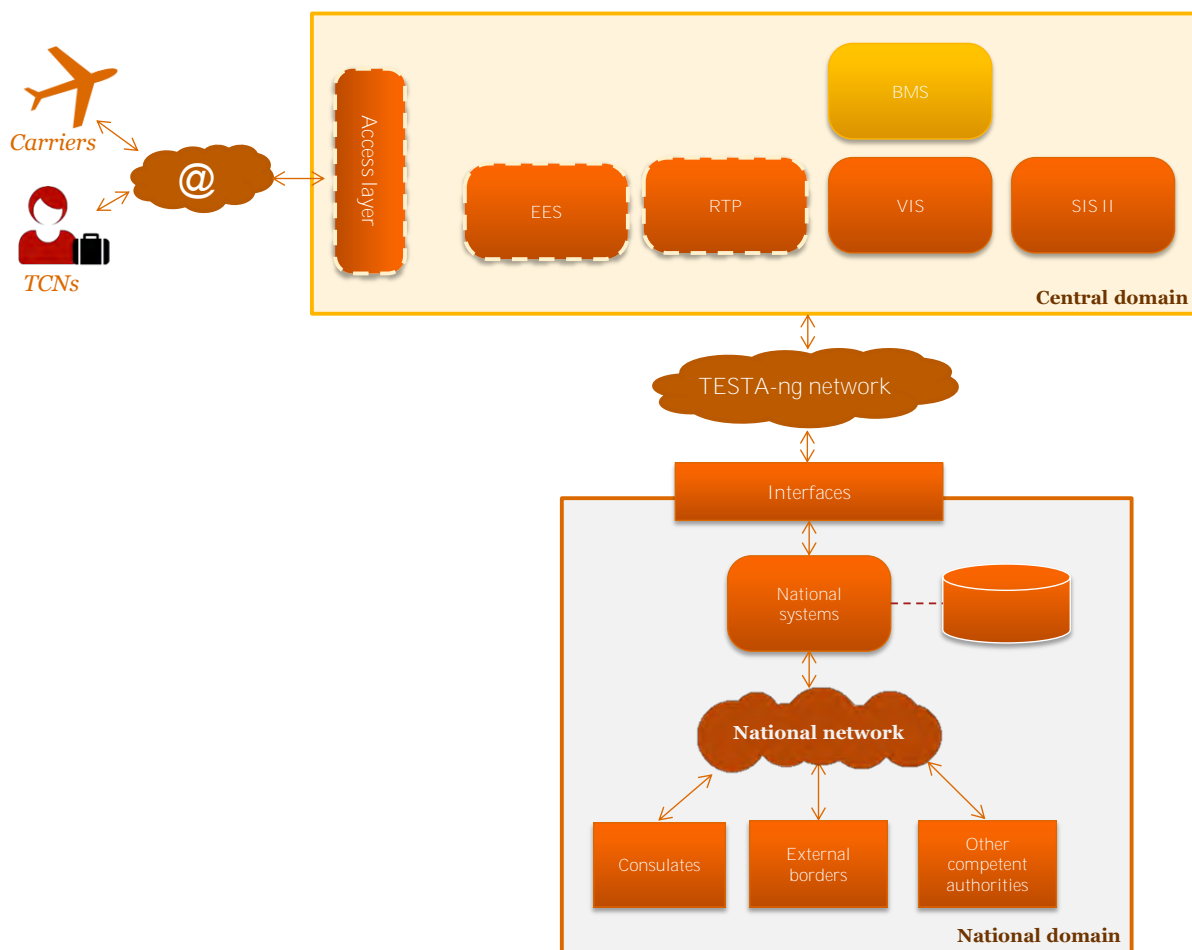 Carriers
@
TCNs
Access layer
BMS
EES
RTP
VIS
SIS II
Central domain
TESTA-ng network
Interfaces
National
systems
National network
Consulates
External
borders
Other
competent
authorities
National domain